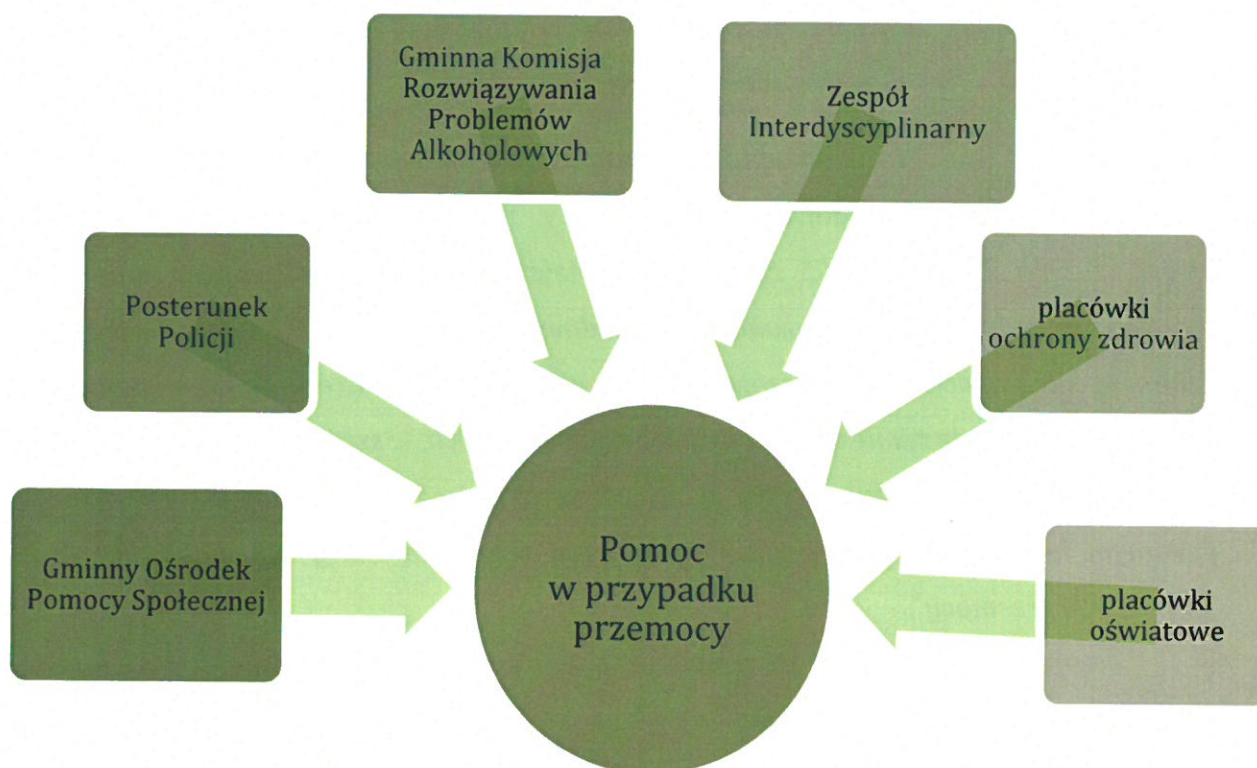 Gminna Komisja
Rozwiązywania
Problemów
Alkoholowych
Zespół
Interdyscyplinarny
Posterunek
Policji
placówki
ochrony zdrowia
Gminny Ośrodek
Pomocy Społecznej
Pomoc
w przypadku
przemocy
placówki
oświatowe